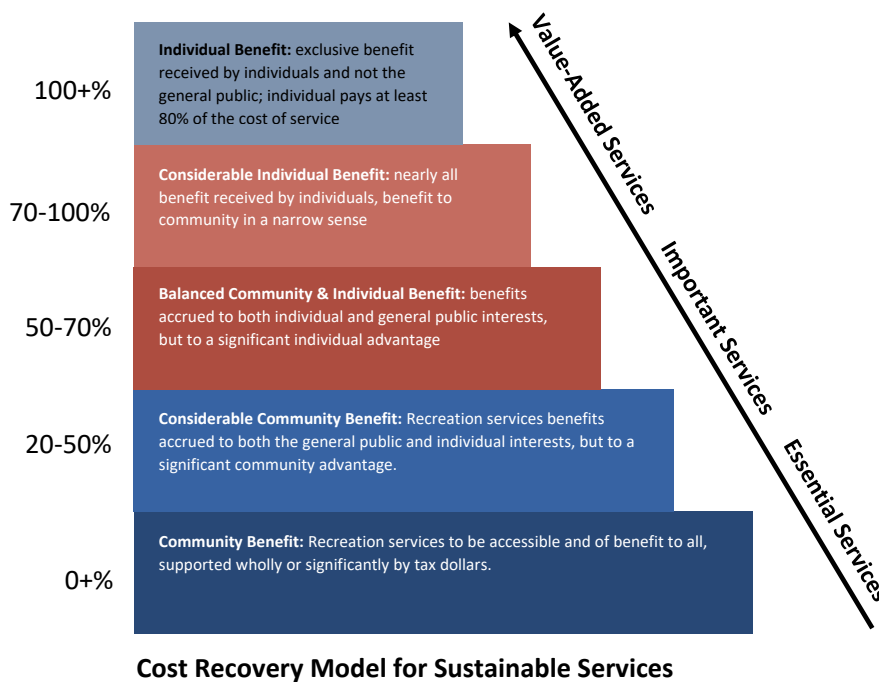 100+%
Individual Benefit: exclusive benefit
received by individuals and not the
general public; individual pays at least
80% of the cost of service
70-100%
Considerable Individual Benefit: nearly all
benefit received by individuals, benefit to
community in a narrow sense
50-70%
Balanced Community & Individual Benefit: benefits
accrued to both individual and general public interests,
but to a significant individual advantage
20-50%
Considerable Community Benefit: Recreation services benefits
accrued to both the general public and individual interests, but to a
significant community advantage.
0+%
Community Benefit: Recreation services to be accessible and of benefit to all,
supported wholly or significantly by tax dollars.
Value-Added Services
Important Services
Essential Services
Cost Recovery Model for Sustainable Services